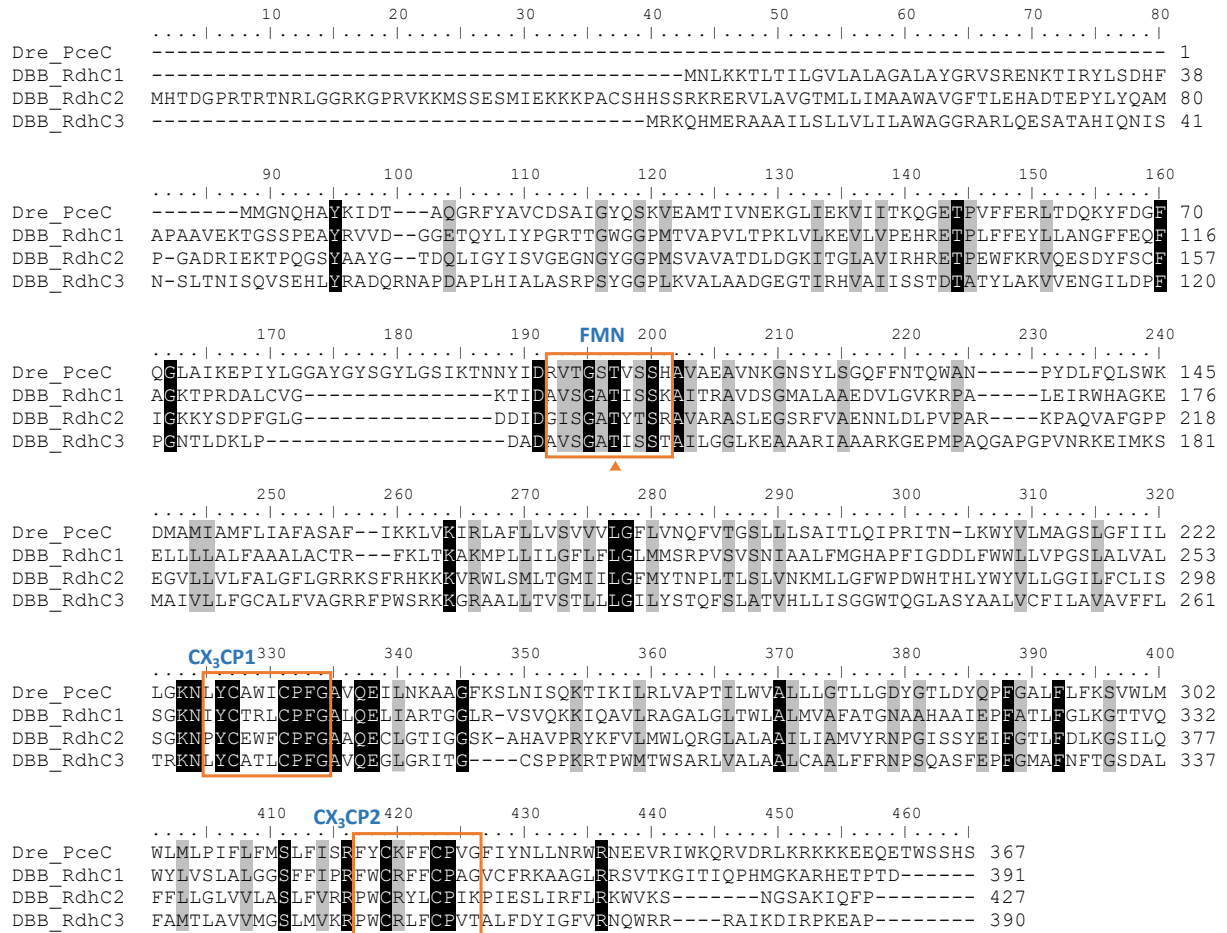 10 20 30 40 50 60 70 80
....|....|....|....|....|....|....|....|....|....|....|....|....|....|....|....|
Dre_PceC -------------------------------------------------------------------------------- 1
DBB_RdhC1 ------------------------------------------MNLKKTLTILGVLALAGALAYGRVSRENKTIRYLSDHF 38
DBB_RdhC2 MHTDGPRTRTNRLGGRKGPRVKKMSSESMIEKKKPACSHHSSRKRERVLAVGTMLLIMAAWAVGFTLEHADTEPYLYQAM 80
DBB_RdhC3 ---------------------------------------MRKQHMERAAAILSLLVLILAWAGGRARLQESATAHIQNIS 41
90 100 110 120 130 140 150 160
....|....|....|....|....|....|....|....|....|....|....|....|....|....|....|....|
Dre_PceC -------MMGNQHAYKIDT---AQGRFYAVCDSAIGYQSKVEAMTIVNEKGLIEKVIITKQGETPVFFERLTDQKYFDGF 70
DBB_RdhC1 APAAVEKTGSSPEAYRVVD--GGETQYLIYPGRTTGWGGPMTVAPVLTPKLVLKEVLVPEHRETPLFFEYLLANGFFEQF 116
DBB_RdhC2 P-GADRIEKTPQGSYAAYG--TDQLIGYISVGEGNGYGGPMSVAVATDLDGKITGLAVIRHRETPEWFKRVQESDYFSCF 157
DBB_RdhC3 N-SLTNISQVSEHLYRADQRNAPDAPLHIALASRPSYGGPLKVALAADGEGTIRHVAIISSTDTATYLAKVVENGILDPF 120
170 180 190 FMN 200 210 220 230 240
....|....|....|....|....|....|....|....|....|....|....|....|....|....|....|....|
Dre_PceC QGLAIKEPIYLGGAYGYSGYLGSIKTNNYIDRVTGSTVSSHAVAEAVNKGNSYLSGQFFNTQWAN-----PYDLFQLSWK 145
DBB_RdhC1 AGKTPRDALCVG---------------KTIDAVSGATISSKAITRAVDSGMALAAEDVLGVKRPA-----LEIRWHAGKE 176
DBB_RdhC2 IGKKYSDPFGLG---------------DDIDGISGATYTSRAVARASLEGSRFVAENNLDLPVPAR----KPAQVAFGPP 218
DBB_RdhC3 PGNTLDKLP------------------DADAVSGATISSTAILGGLKEAAARIAAARKGEPMPAQGAPGPVNRKEIMKS 181
250 260 270 280 290 300 310 320
....|....|....|....|....|....|....|....|....|....|....|....|....|....|....|....|
Dre_PceC DMAMIAMFLIAFASAF--IKKLVKIRLAFLLVSVVVLGFLVNQFVTGSLLLSAITLQIPRITN-LKWYVLMAGSLGFIIL 222
DBB_RdhC1 ELLLLALFAAALACTR---FKLTKAKMPLLILGFLFLGLMMSRPVSVSNIAALFMGHAPFIGDDLFWWLLVPGSLALVAL 253
DBB_RdhC2 EGVLLVLFALGFLGRRKSFRHKKKVRWLSMLTGMIILGFMYTNPLTLSLVNKMLLGFWPDWHTHLYWYVLLGGILFCLIS 298
DBB_RdhC3 MAIVLLFGCALFVAGRRFPWSRKKGRAALLTVSTLLLGILYSTQFSLATVHLLISGGWTQGLASYAALVCFILAVAVFFL 261
CX3CP1 330 340 350 360 370 380 390 400
....|....|....|....|....|....|....|....|....|....|....|....|....|....|....|....|
Dre_PceC LGKNLYCAWICPFGAVQEILNKAAGFKSLNISQKTIKILRLVAPTILWVALLLGTLLGDYGTLDYQPFGALFLFKSVWLM 302
DBB_RdhC1 SGKNIYCTRLCPFGALQELIARTGGLR-VSVQKKIQAVLRAGALGLTWLALMVAFATGNAAHAAIEPFATLFGLKGTTVQ 332
DBB_RdhC2 SGKNPYCEWFCPFGAAQECLGTIGGSK-AHAVPRYKFVLMWLQRGLALAALLIAMVYRNPGISSYEIFGTLFDLKGSILQ 377
DBB_RdhC3 TRKNLYCATLCPFGAVQEGLGRITG----CSPPKRTPWMTWSARLVALAALCAALFFRNPSQASFEPFGMAFNFTGSDAL 337
410 CX3CP2 420 430 440 450 460
....|....|....|....|....|....|....|....|....|....|....|....|....|
Dre_PceC WLMLPIFLFMSLFISRFYCKFFCPVGFIYNLLNRWRNEEVRIWKQRVDRLKRKKKEEQETWSSHS 367
DBB_RdhC1 WYLVSLALGGSFFIPRFWCRFFCPAGVCFRKAAGLRRSVTKGITIQPHMGKARHETPTD------ 391
DBB_RdhC2 FFLLGLVVLASLFVRRPWCRYLCPIKPIESLIRFLRKWVKS-------NGSAKIQFP-- 427
DBB_RdhC3 FAMTLAVVMGSLMVKRPWCRLFCPVTALFDYIGFVRNQWRR----RAIKDIRPKEAP---- 390